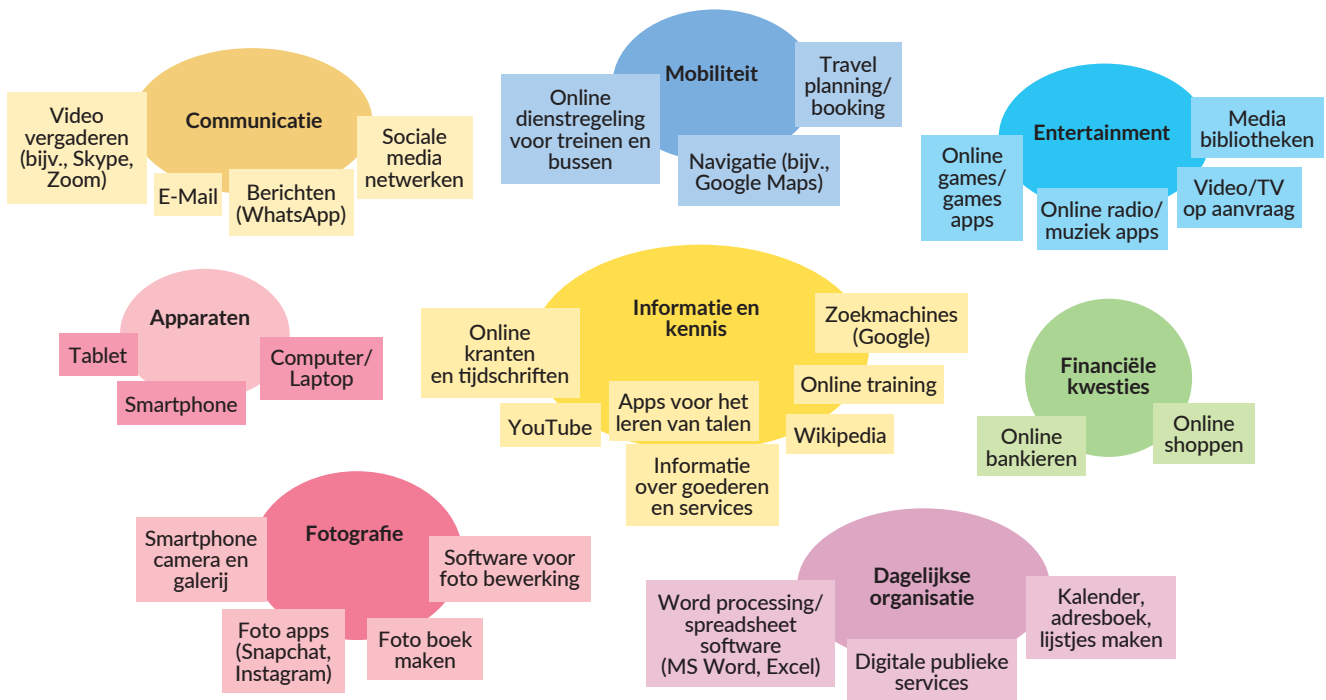 Communicatie
Video
vergaderen
(bijv., Skype,
Zoom)
E-Mail
Berichten
(WhatsApp)
Sociale
media
netwerken
Mobiliteit
Online
dienstregeling
voor treinen en
bussen
Navigatie (bijv.,
Google Maps)
Travel
planning/
booking
Entertainment
Online
games/
games
apps
Online radio/
muziek apps
Video/TV
op aanvraag
Media
bibliotheken
Apparaten
Tablet
Smartphone
Computer/
Laptop
Informatie en
kennis
Online
kranten
en tijdschriften
YouTube
Apps voor het
leren van talen
Informatie
over goederen
en services
Wikipedia
Online training
Zoekmachines
(Google)
Financiële
kwesties
Online
bankieren
Online
shoppen
Fotografie
Smartphone
camera en
galerij
Foto apps
(Snapchat,
Instagram)
Foto boek
maken
Software voor
foto bewerking
Dagelijkse
organisatie
Word processing/
spreadsheet
software
(MS Word, Excel)
Digitale publieke
services
Kalender,
adresboek,
lijstjes maken